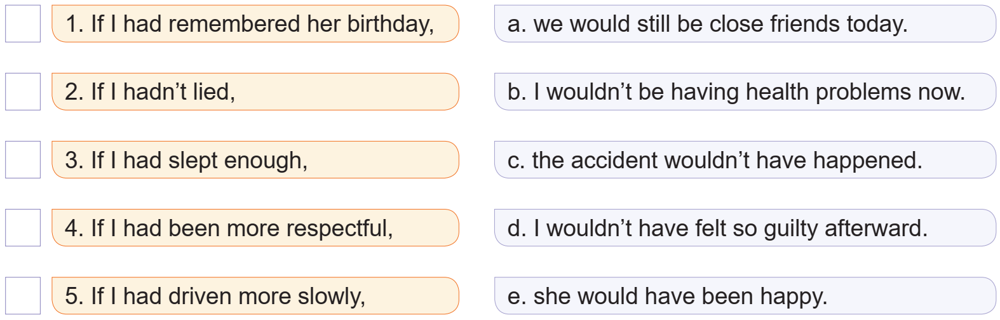 1. If I had remembered her birthday,
a. we would still be close friends today.
2. If I hadn’t lied,
b. I wouldn’t be having health problems now.
3. If I had slept enough,
c. the accident wouldn’t have happened.
4. If I had been more respectful,
d. I wouldn’t have felt so guilty afterward.
5. If I had driven more slowly,
e. she would have been happy.